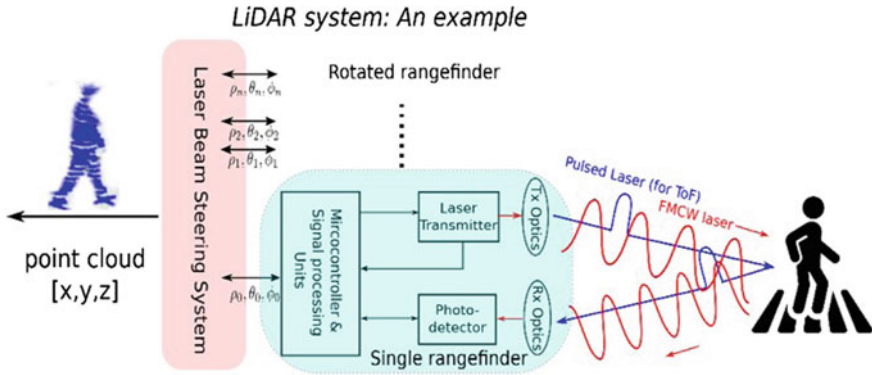 LiDAR system: An example
Laser Beam Steering System
ρn,θn,ϕn
Rotated rangefinder
ρ2,θ2,ϕ2
ρ1,θ1,ϕ1
Pulsed Laser (for ToF)
FMCW laser
Mircocontroller &
Signal processing
Units
Laser
Transmitter
Tx Optics
point cloud
[x,y,z]
ρ0,θ0,ϕ0
Photo-
detector
Rx Optics
Single rangefinder